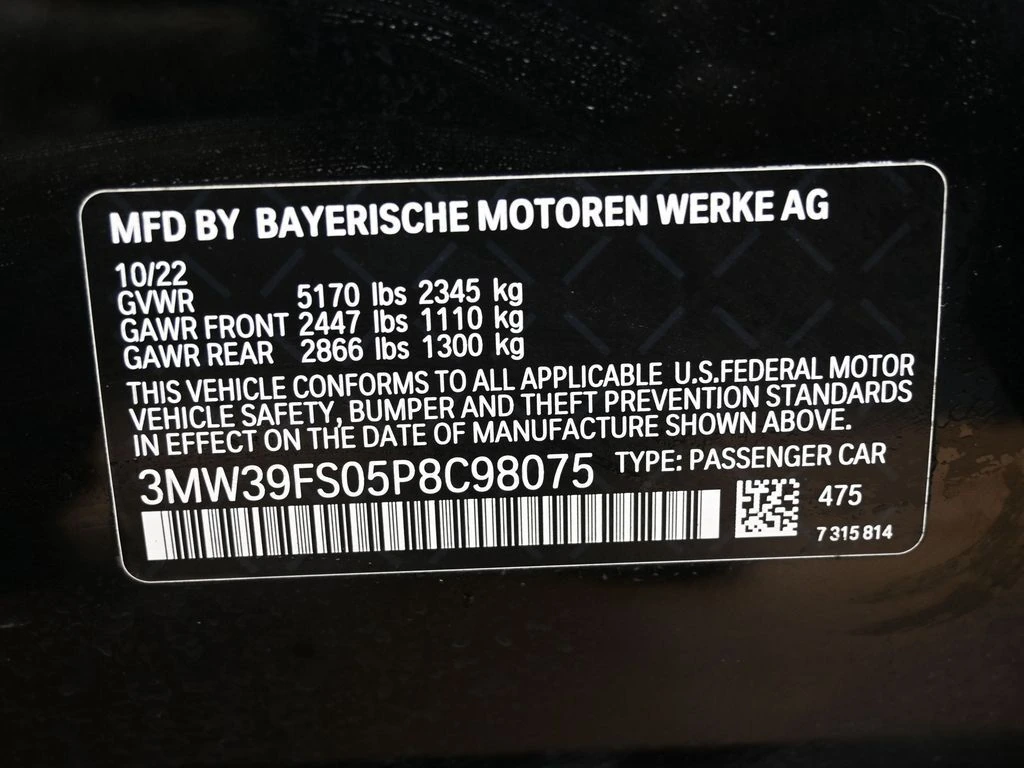 MFD BY BAYERISCHE MOTOREN WERKE AG
10/22
GVWR 5170 lbs 2345 kg
GAWR FRONT 2447 lbs 1110 kg
GAWR REAR 2866 lbs 1300 kg
THIS VEHICLE CONFORMS TO ALL APPLICABLE U.S.FEDERAL MOTOR
VEHICLE SAFETY, BUMPER AND THEFT PREVENTION STANDARDS
IN EFFECT ON THE DATE OF MANUFACTURE SHOWN ABOVE.
3MW39FS05P8C98075 TYPE: PASSENGER CAR
475
7 315 814